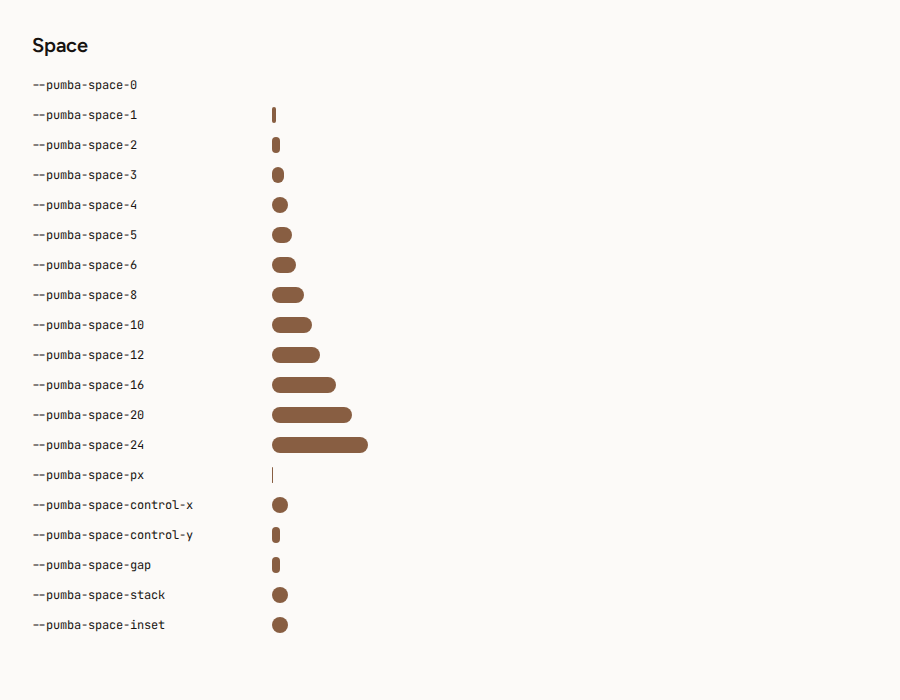 Space
--pumba-space-0
--pumba-space-1
--pumba-space-2
--pumba-space-3
--pumba-space-4
--pumba-space-5
--pumba-space-6
--pumba-space-8
--pumba-space-10
--pumba-space-12
--pumba-space-16
--pumba-space-20
--pumba-space-24
--pumba-space-px
--pumba-space-control-x
--pumba-space-control-y
--pumba-space-gap
--pumba-space-stack
--pumba-space-inset